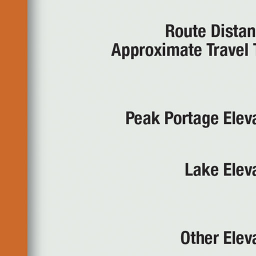 Route Distan
Approximate Travel T
Peak Portage Eleva
Lake Eleva
Other Eleva